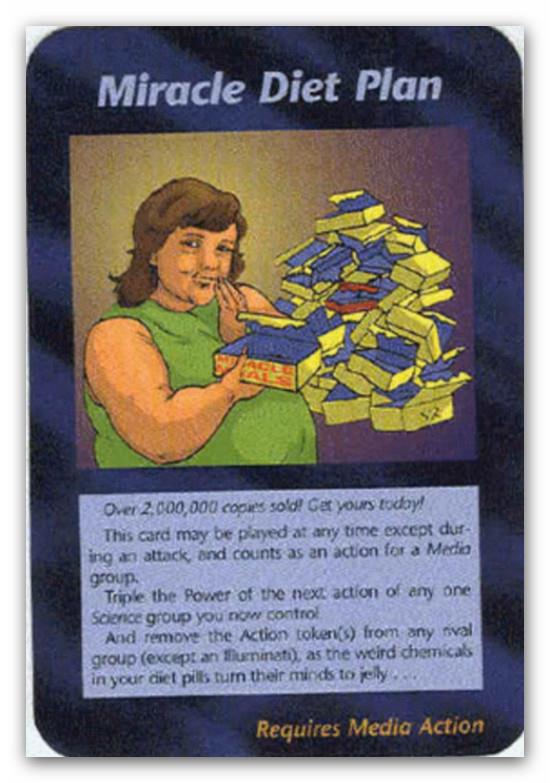 Miracle Diet Plan
MIRACLE
MEALS
SZ
Over 2,000,000 copies sold! Get yours today!
This card may be played at any time except dur-
ing an attack, and counts as an action for a Media
group.
Triple the Power of the next action of any one
Science group you now control.
And remove the Action token(s) from any rival
group (except an Illuminati), as the weird chemicals
in your diet pills turn their minds to jelly . . .
Requires Media Action